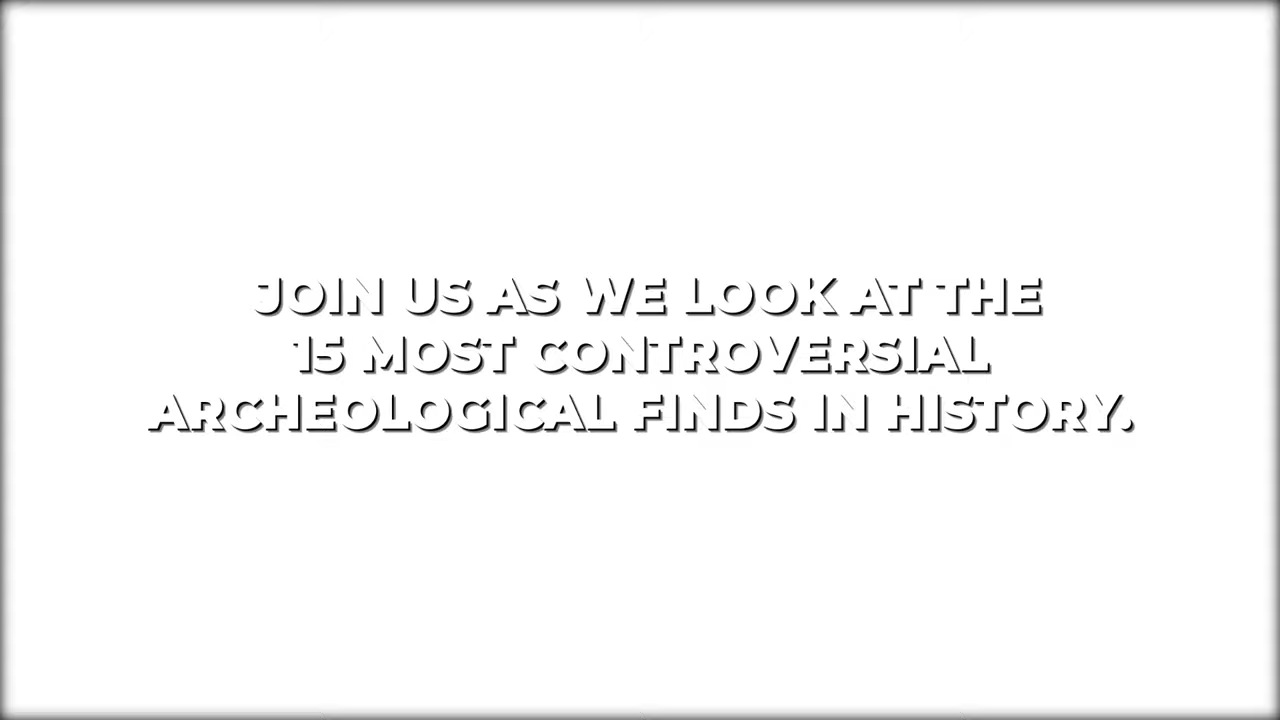 JOIN US AS WE LOOK AT THE
15 MOST CONTROVERSIAL
ARCHEOLOGICAL FINDS IN HISTORY.